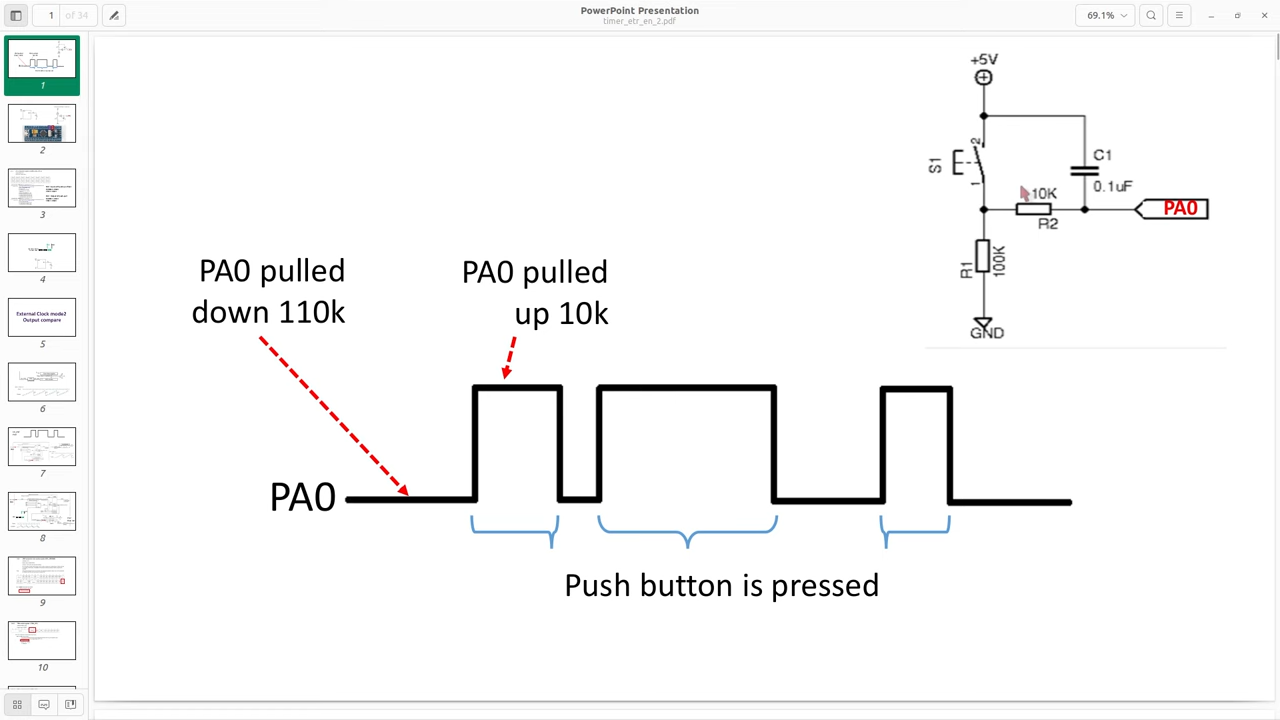 PowerPoint Presentation
timer_etr_en_2.pdf
1 of 34
69.1%
1
2
3
4
External Clock mode2
Output compare
5
6
7
8
9
10
+5V
S1
2
1
C1
0.1uF
10K
R2
PA0
R1
100K
GND
PA0 pulled
down 110k
PA0 pulled
up 10k
PA0
Push button is pressed